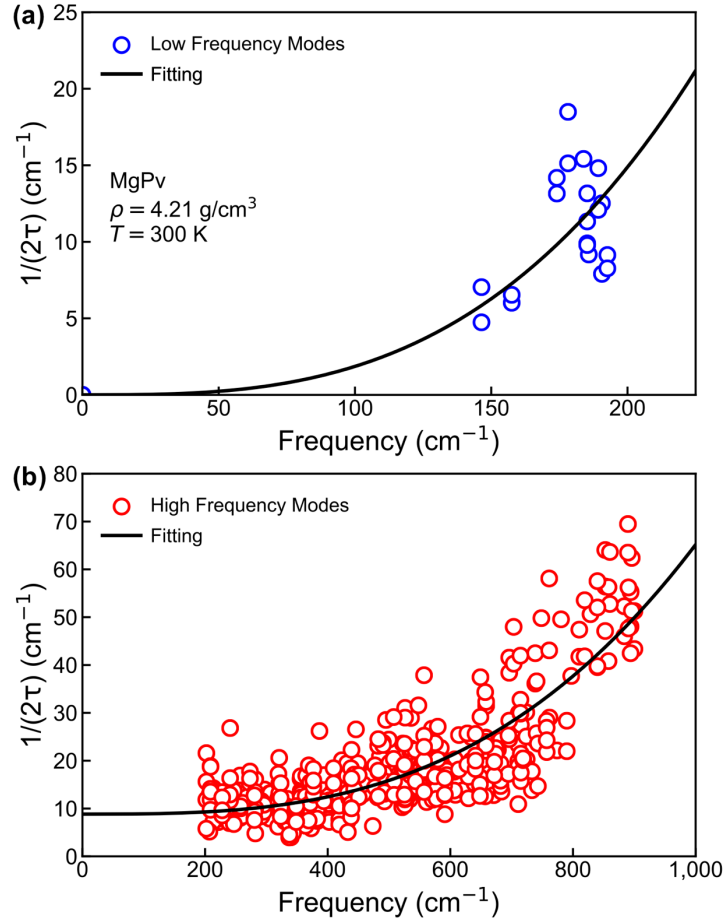 (a)
25
20
15
10
5
0
1/(2τ) (cm⁻¹)
Low Frequency Modes
Fitting
MgPv
ρ = 4.21 g/cm³
T = 300 K
0 50 100 150 200
Frequency (cm⁻¹)
(b)
80
70
60
50
40
30
20
10
0
1/(2τ) (cm⁻¹)
High Frequency Modes
Fitting
0 200 400 600 800 1,000
Frequency (cm⁻¹)